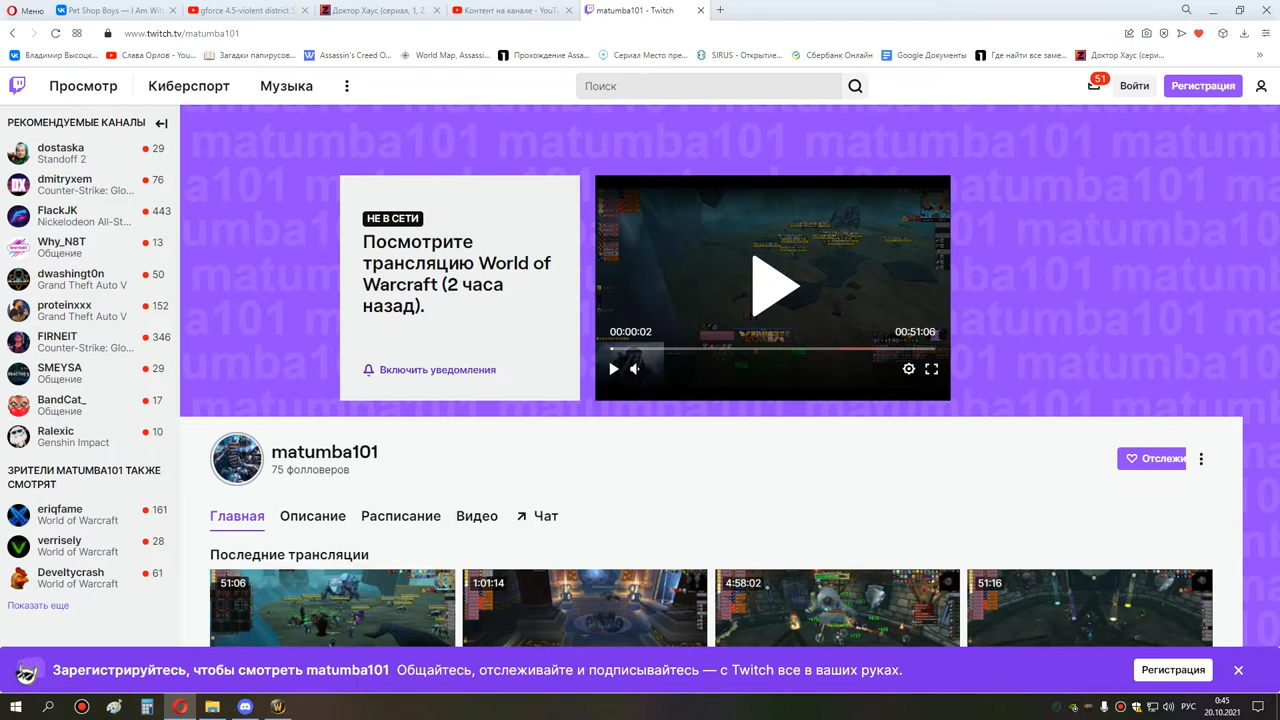 Меню
Pet Shop Boys — I Am With
gforce 4.5-violent district.S
Доктор Хаус (сериал, 1, 2,
Контент на канале - YouTu
matumba101 - Twitch
www.twitch.tv/matumba101
Владимир Высоцк...
Слава Орлов - You...
Загадки папирусов...
Assassin's Creed O...
World Map, Assassi...
Прохождение Assa...
Сериал Место пре...
SIRUS - Открытие...
Сбербанк Онлайн
Google Документы
Где найти все заме...
Доктор Хаус (сери...
Просмотр
Киберспорт
Музыка
Поиск
51
Войти
Регистрация
РЕКОМЕНДУЕМЫЕ КАНАЛЫ
dostaska
29
Standoff 2
dmitryxem
76
Counter-Strike: Glo...
FlackJK
443
Nickelodeon All-St...
Why_N8T
13
Общение
dwashingt0n
50
Grand Theft Auto V
proteinxxx
152
Grand Theft Auto V
FIRNEIT
346
Counter-Strike: Glo...
SMEYSA
29
Общение
BandCat_
17
Общение
Ralexic
10
Genshin Impact
ЗРИТЕЛИ MATUMBA101 ТАКЖЕ
СМОТРЯТ
eriqfame
161
World of Warcraft
verrisely
28
World of Warcraft
Develtycrash
61
World of Warcraft
Показать еще
matumba101 matumba101 matumba101 matumba101
НЕ В СЕТИ
Посмотрите
трансляцию World of
Warcraft (2 часа
назад).
Включить уведомления
00:00:02
00:51:06
matumba101
75 фолловеров
Отслежи
Главная
Описание
Расписание
Видео
Чат
Последние трансляции
51:06
1:01:14
4:58:02
51:16
Зарегистрируйтесь, чтобы смотреть matumba101 Общайтесь, отслеживайте и подписывайтесь — с Twitch все в ваших руках.
Регистрация
РУС
0:45
20.10.2021